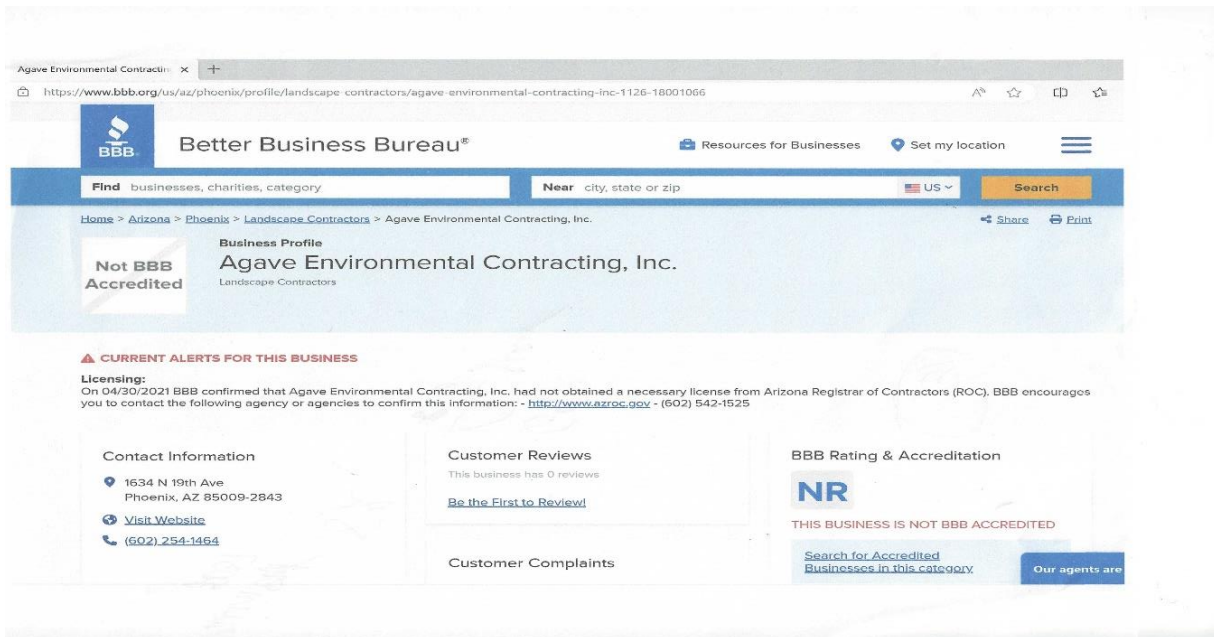 Agave Environmental Contractin
https://www.bbb.org/us/az/phoenix/profile/landscape-contractors/agave-environmental-contracting-inc-1126-18001066
BBB.
Better Business Bureau®
Resources for Businesses
Set my location
Find businesses, charities, category
Near city, state or zip
US
Search
Home > Arizona > Phoenix > Landscape Contractors > Agave Environmental Contracting, Inc.
Share
Print
Not BBB
Accredited
Business Profile
Agave Environmental Contracting, Inc.
Landscape Contractors
CURRENT ALERTS FOR THIS BUSINESS
Licensing:
On 04/30/2021 BBB confirmed that Agave Environmental Contracting, Inc. had not obtained a necessary license from Arizona Registrar of Contractors (ROC). BBB encourages
you to contact the following agency or agencies to confirm this information: - http://www.azroc.gov - (602) 542-1525
Contact Information
1634 N 19th Ave
Phoenix, AZ 85009-2843
Visit Website
(602) 254-1464
Customer Reviews
This business has 0 reviews
Be the First to Review!
Customer Complaints
BBB Rating & Accreditation
NR
THIS BUSINESS IS NOT BBB ACCREDITED
Search for Accredited
Businesses in this category
Our agents are